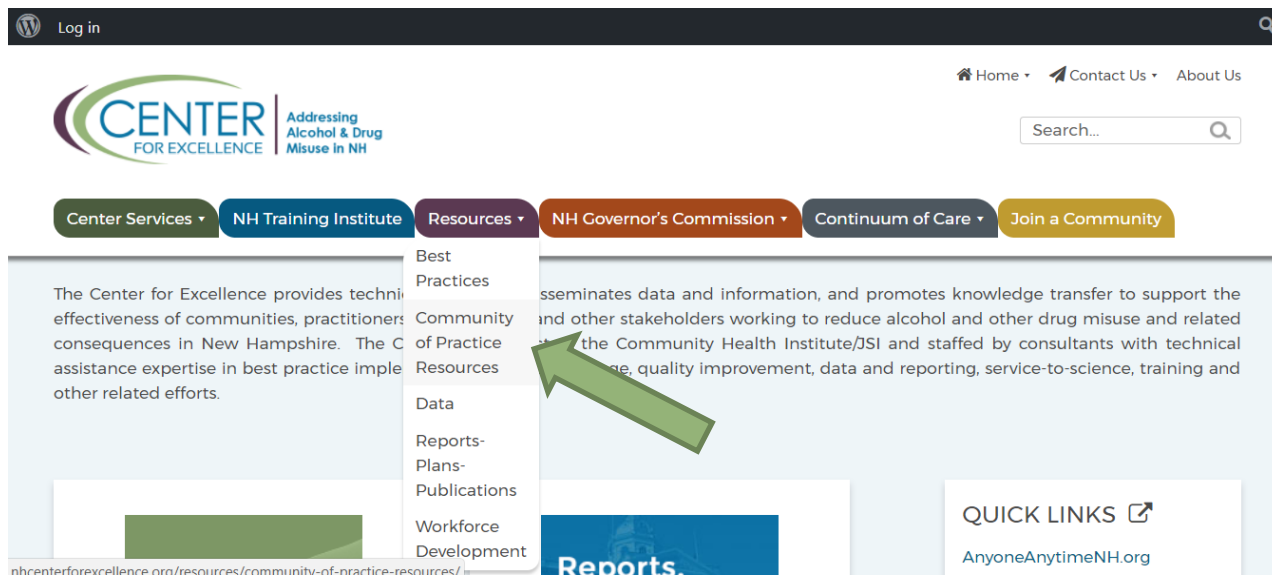 Log in
Home
Contact Us
About Us
CENTER
FOR EXCELLENCE
Addressing
Alcohol & Drug
Misuse in NH
Search...
Center Services
NH Training Institute
Resources
NH Governor's Commission
Continuum of Care
Join a Community
Best
Practices
Community
of Practice
Resources
Data
Reports-
Plans-
Publications
Workforce
Development
The Center for Excellence provides techni sseminates data and information, and promotes knowledge transfer to support the
effectiveness of communities, practitioners and other stakeholders working to reduce alcohol and other drug misuse and related
consequences in New Hampshire. The C the Community Health Institute/JSI and staffed by consultants with technical
assistance expertise in best practice imple ge, quality improvement, data and reporting, service-to-science, training and
other related efforts.
Reports,
QUICK LINKS
AnyoneAnytimeNH.org
nhcenterforexcellence.org/resources/community-of-practice-resources/